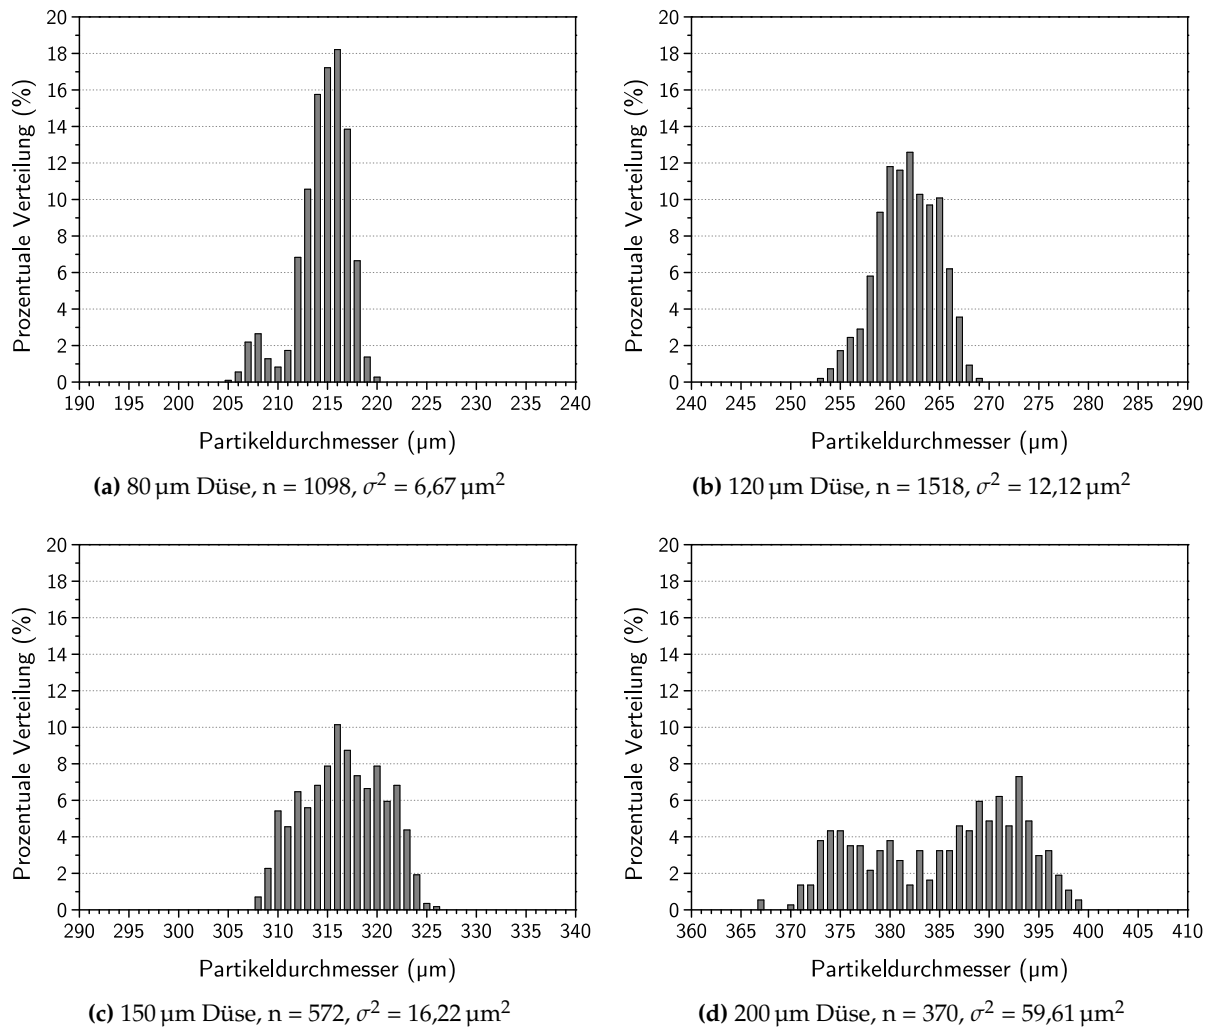 20
18
16
14
12
10
8
6
4
2
0
Prozentuale Verteilung (%)
190 195 200 205 210 215 220 225 230 235 240
Partikeldurchmesser (µm)
(a) 80 µm Düse, n = 1098, σ² = 6,67 µm²
20
18
16
14
12
10
8
6
4
2
0
Prozentuale Verteilung (%)
240 245 250 255 260 265 270 275 280 285 290
Partikeldurchmesser (µm)
(b) 120 µm Düse, n = 1518, σ² = 12,12 µm²
20
18
16
14
12
10
8
6
4
2
0
Prozentuale Verteilung (%)
290 295 300 305 310 315 320 325 330 335 340
Partikeldurchmesser (µm)
(c) 150 µm Düse, n = 572, σ² = 16,22 µm²
20
18
16
14
12
10
8
6
4
2
0
Prozentuale Verteilung (%)
360 365 370 375 380 385 390 395 400 405 410
Partikeldurchmesser (µm)
(d) 200 µm Düse, n = 370, σ² = 59,61 µm²